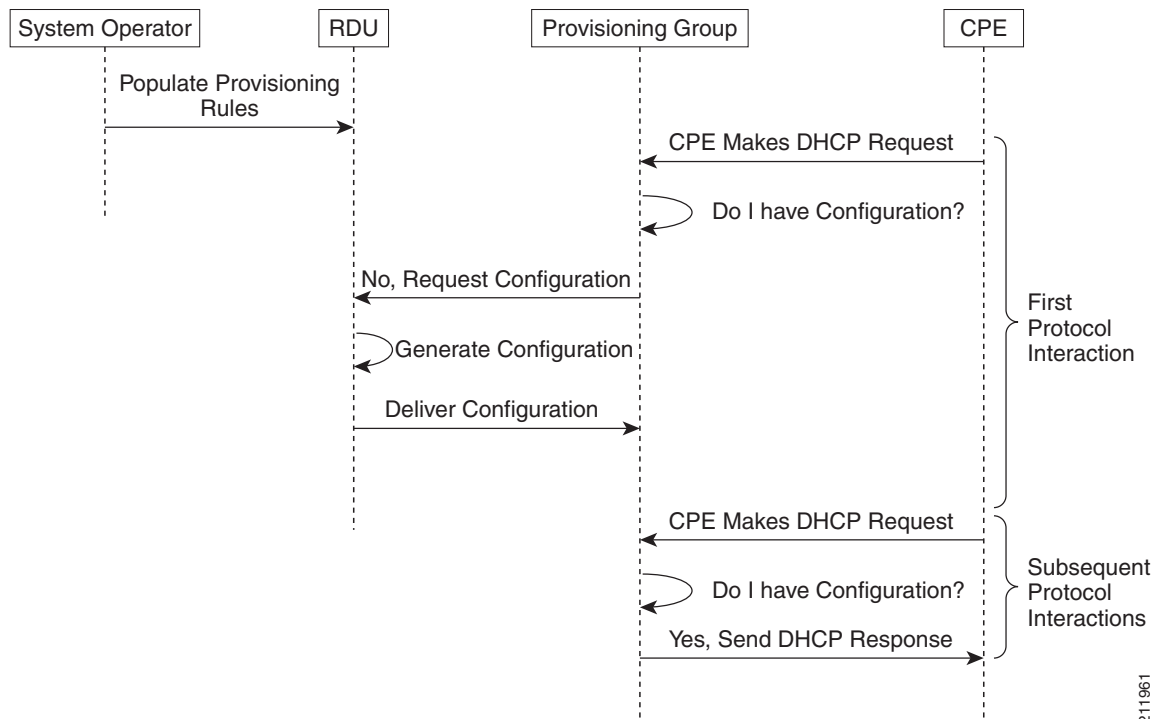 System Operator
RDU
Provisioning Group
CPE
Populate Provisioning
Rules
CPE Makes DHCP Request
Do I have Configuration?
No, Request Configuration
Generate Configuration
Deliver Configuration
First
Protocol
Interaction
CPE Makes DHCP Request
Do I have Configuration?
Yes, Send DHCP Response
Subsequent
Protocol
Interactions
211961